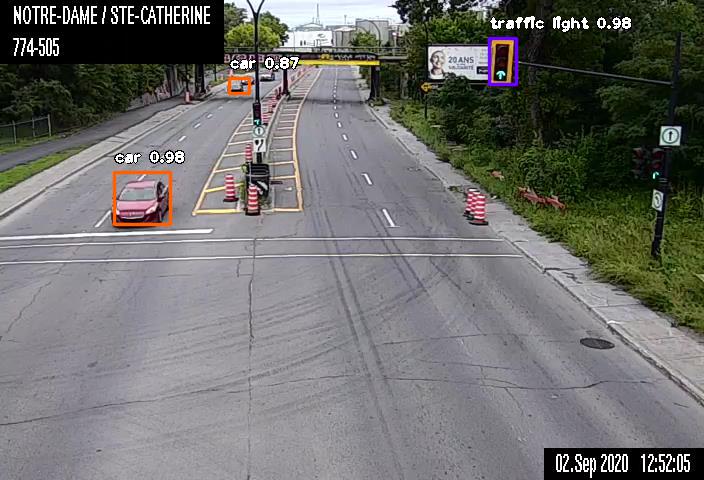 NOTRE-DAME / STE-CATHERINE
774-505
traffic light 0.98
car 0.87
20 ANS
car 0.98
02.Sep 2020 12:52:05